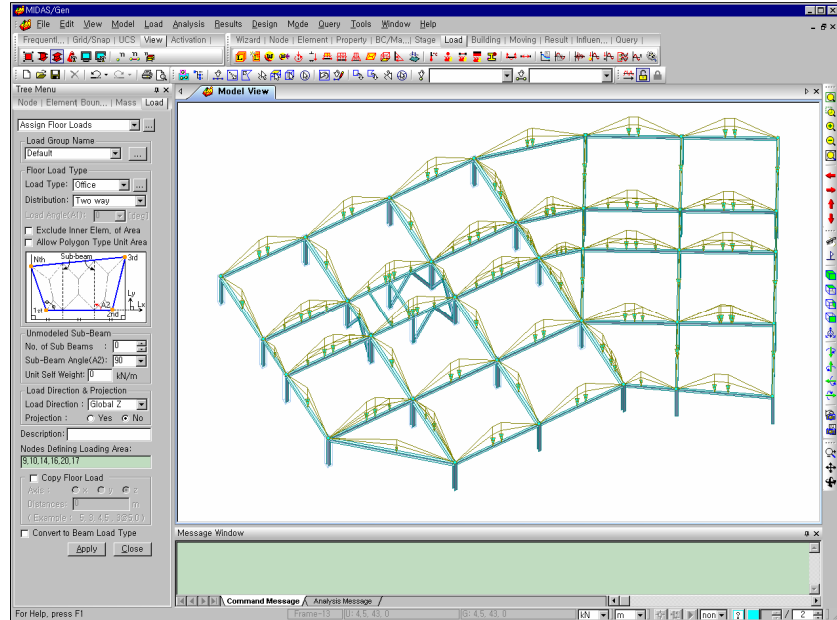 MIDAS/Gen
File Edit View Model Load Analysis Results Design Mode Query Tools Window Help
Frequentl... | Grid/Snap | UCS View Activation |
Wizard | Node | Element | Property | BC/Ma... | Stage Load Building | Moving | Result | Influen... | Query |
Tree Menu
Node | Element Boun... | Mass Load
Model View
Assign Floor Loads
Load Group Name
Default
Floor Load Type
Load Type: Office
Distribution: Two way
Load Angle(A1): 0 [deg]
Exclude Inner Elem. of Area
Allow Polygon Type Unit Area
Nth Sub-beam 3rd
Ly
A2 Lx
1st 2nd
Unmodeled Sub-Beam
No. of Sub Beams : 0
Sub-Beam Angle(A2): 90
Unit Self Weight: 0 kN/m
Load Direction & Projection
Load Direction : Global Z
Projection : Yes No
Description:
Nodes Defining Loading Area:
9,10,14,16,20,17
Copy Floor Load
Axis : x y z
Distances : 0 m
( Example : 5, 3, 4.5, 3@5.0 )
Convert to Beam Load Type
Apply Close
Message Window
Command Message Analysis Message
For Help, press F1
Frame-13 U: 4.5, 43, 0 G: 4.5, 43, 0 kN m non ? / 2